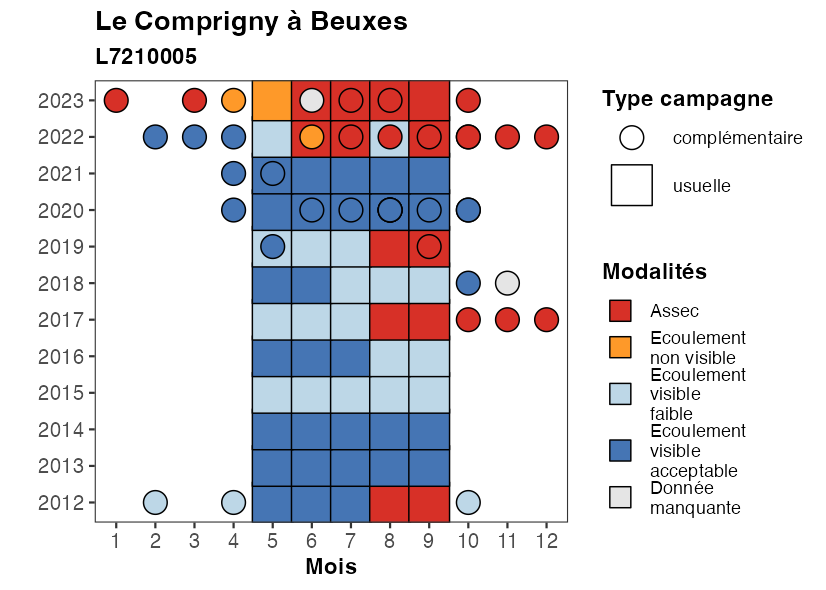 Le Comprigny à Beuxes
L7210005
2023
2022
2021
2020
2019
2018
2017
2016
2015
2014
2013
2012
1 2 3 4 5 6 7 8 9 10 11 12
Mois
Type campagne
complémentaire
usuelle
Modalités
Assec
Ecoulement
non visible
Ecoulement
visible
faible
Ecoulement
visible
acceptable
Donnée
manquante